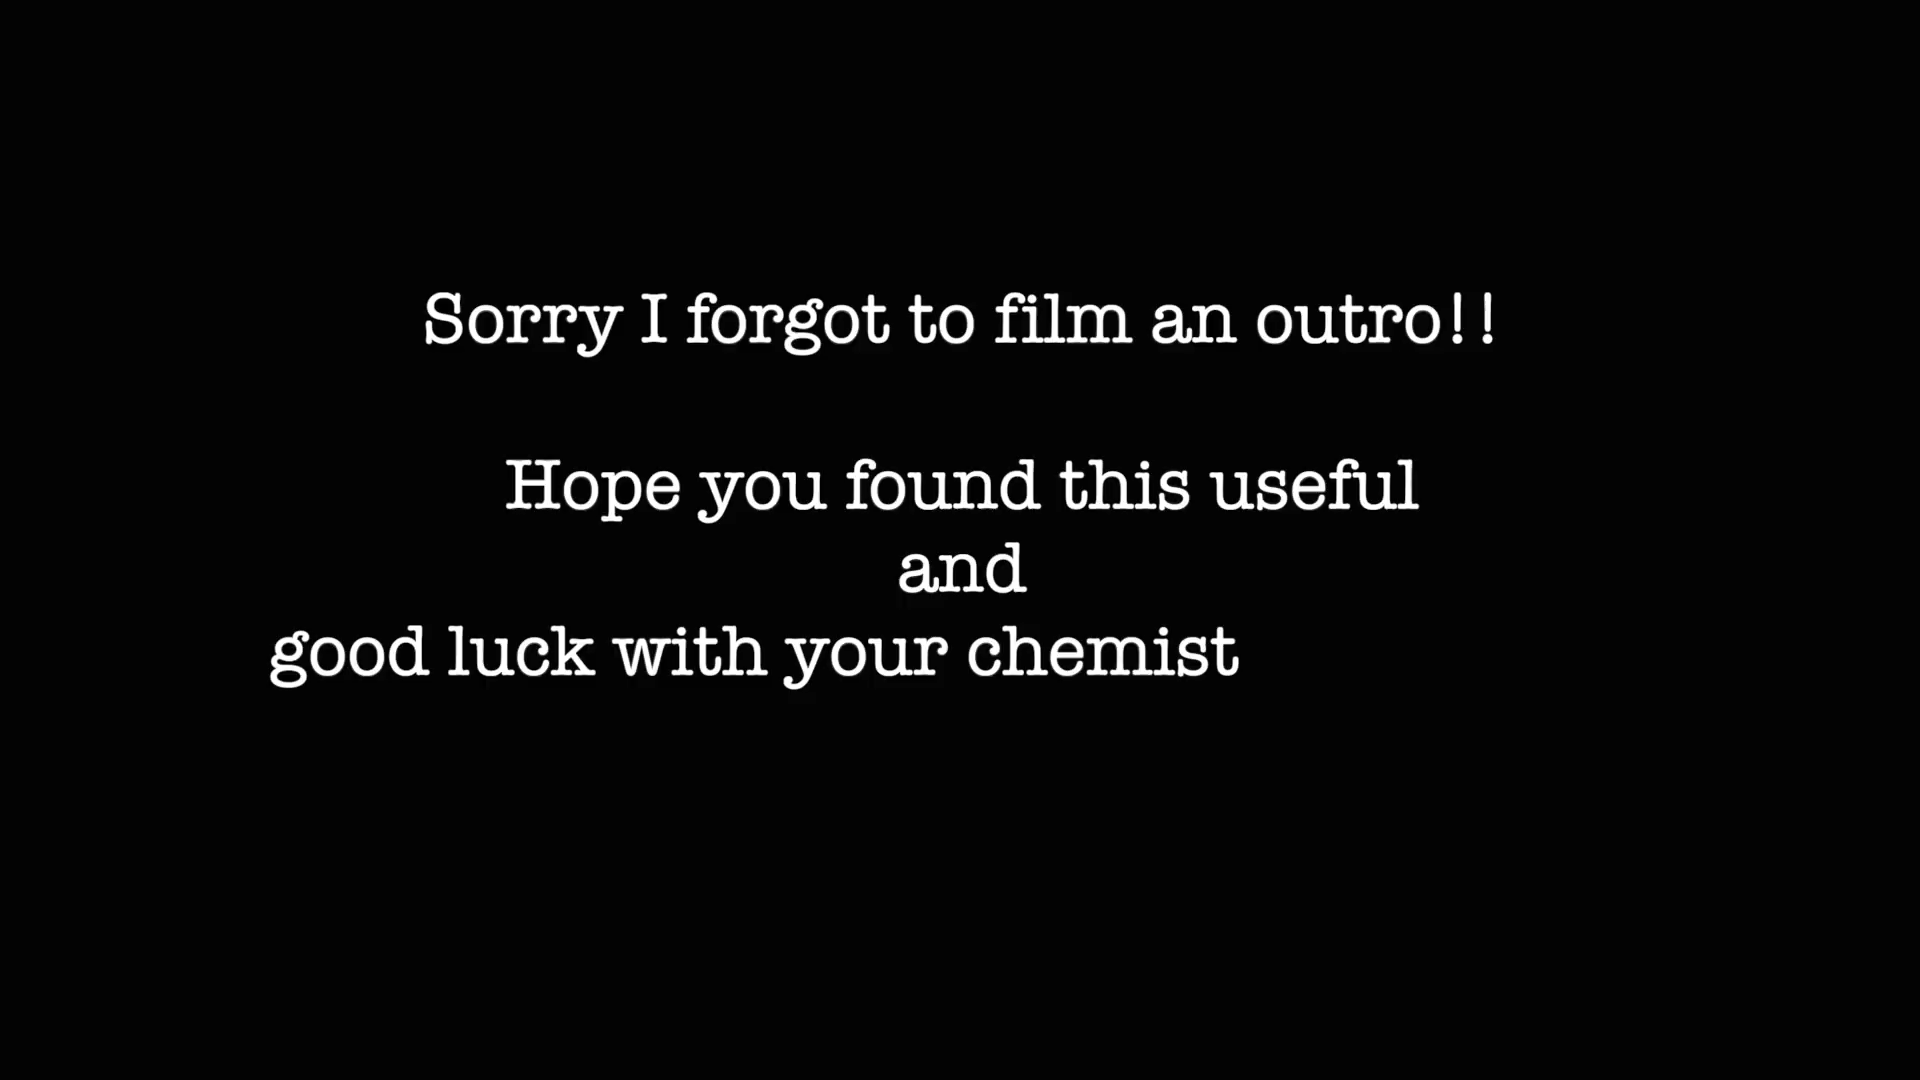 Sorry I forgot to film an outro!!
Hope you found this useful
and
good luck with your chemist